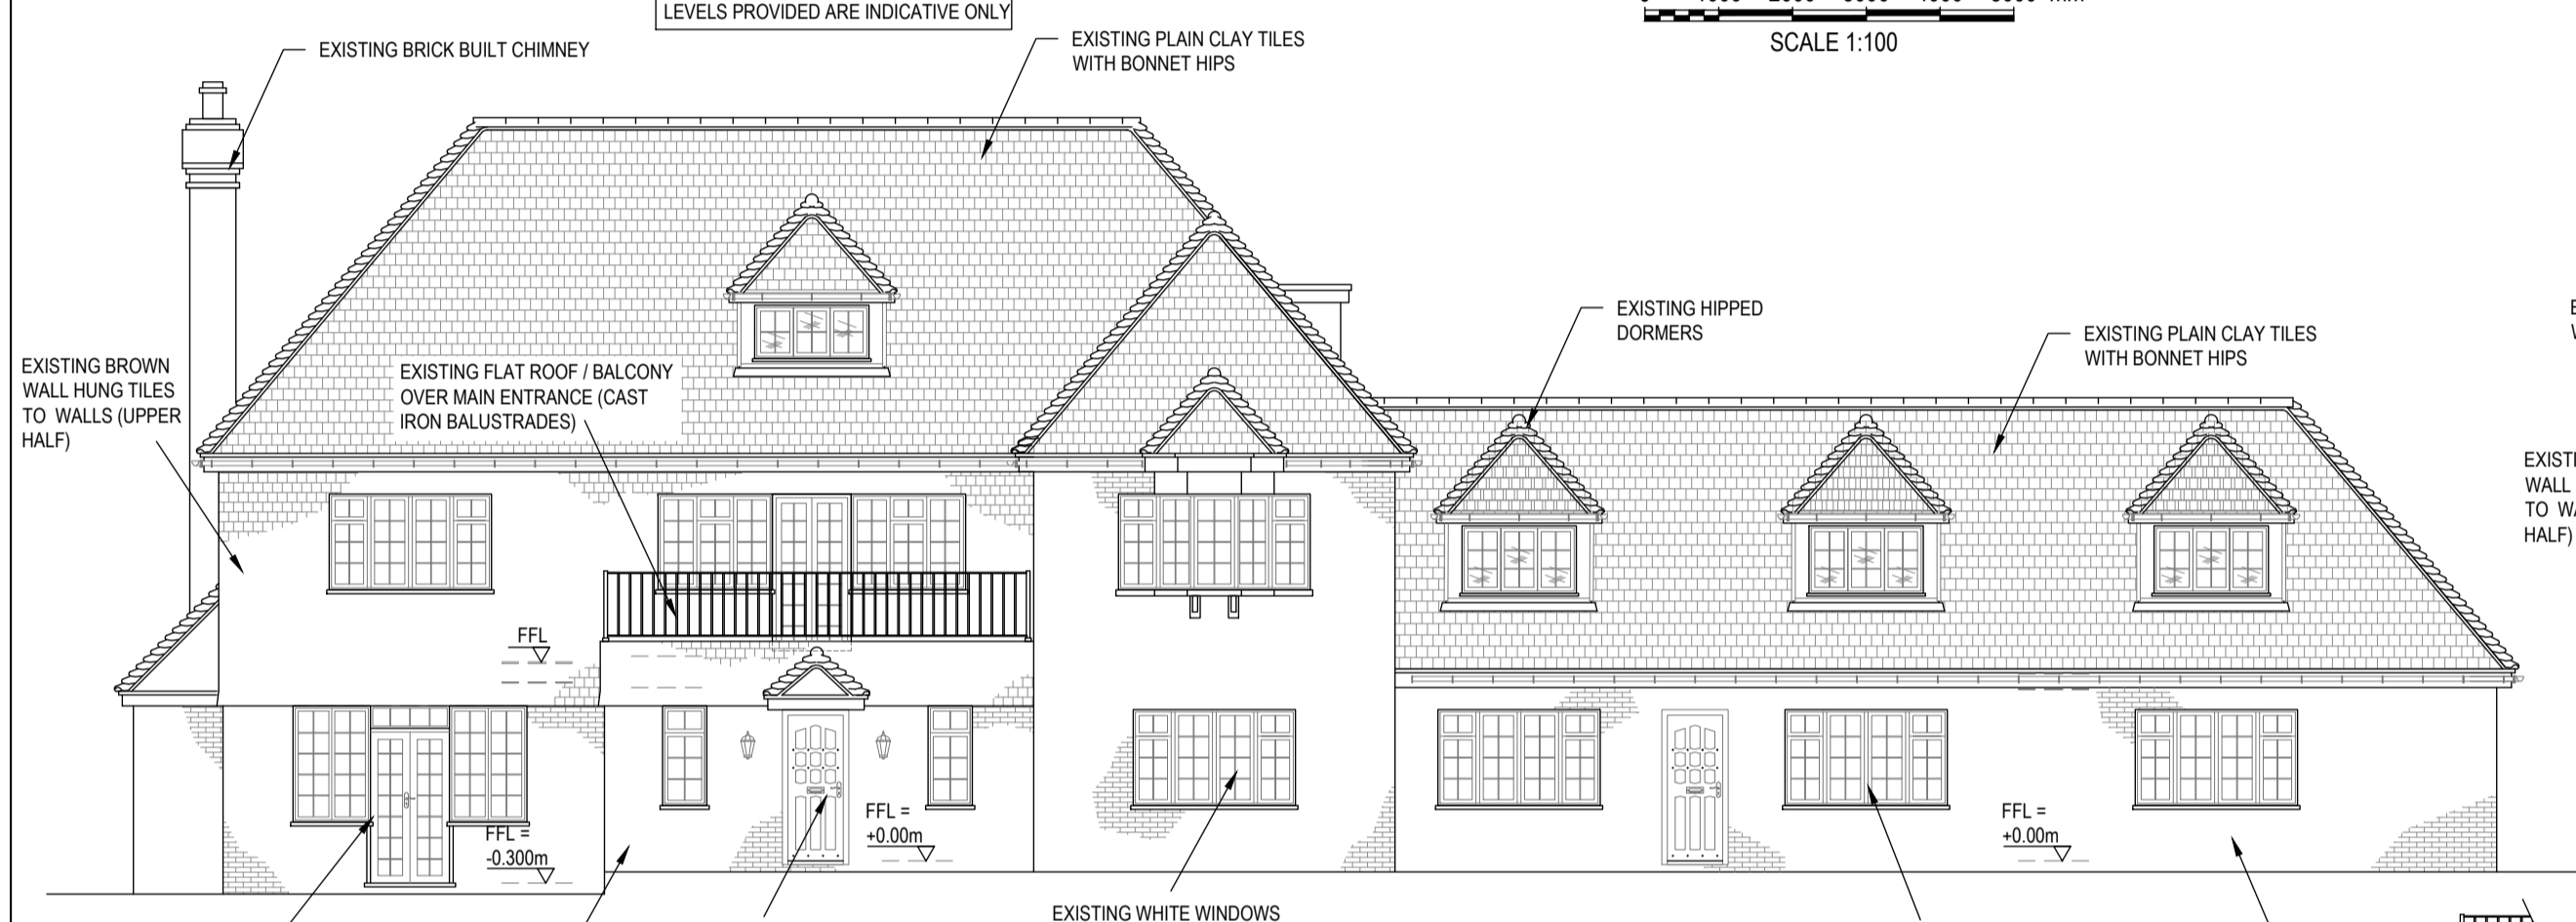 LEVELS PROVIDED ARE INDICATIVE ONLY
SCALE 1:100
EXISTING BRICK BUILT CHIMNEY
EXISTING PLAIN CLAY TILES
WITH BONNET HIPS
EXISTING HIPPED
DORMERS
EXISTING PLAIN CLAY TILES
WITH BONNET HIPS
EXISTING BROWN
WALL HUNG TILES
TO WALLS (UPPER
HALF)
EXISTING FLAT ROOF / BALCONY
OVER MAIN ENTRANCE (CAST
IRON BALUSTRADES)
WALL
HALF)
FFL
FFL =
-0.300m
FFL =
+0.00m
FFL =
+0.00m
EXISTING WHITE WINDOWS